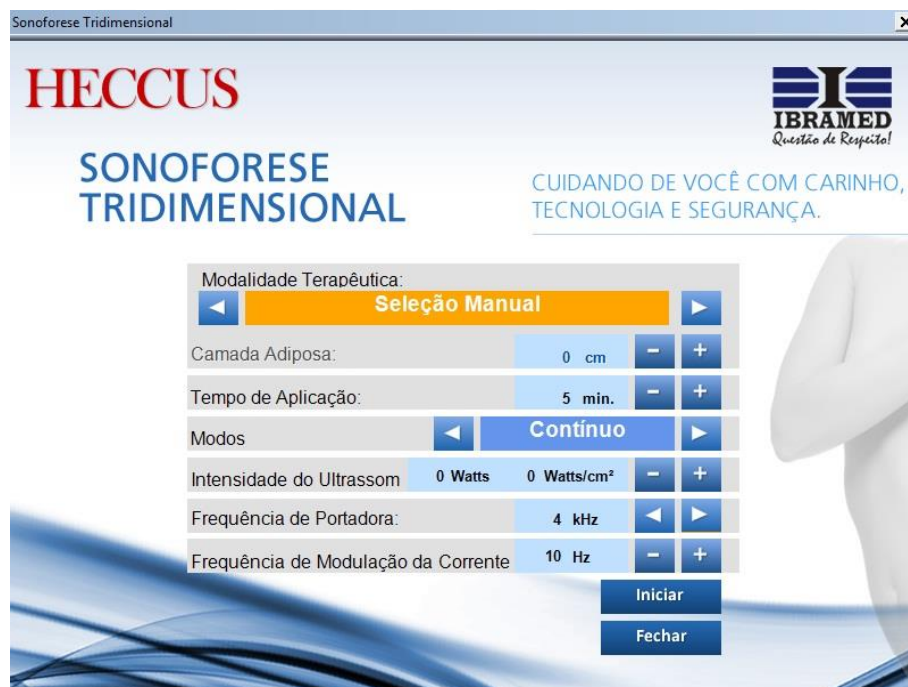 Sonoforese Tridimensional
HECCUS
IBRAMED
Questão de Respeito!
SONOFORESE
TRIDIMENSIONAL
CUIDANDO DE VOCÊ COM CARINHO,
TECNOLOGIA E SEGURANÇA.
Modalidade Terapêutica:
Seleção Manual
Camada Adiposa: 0 cm - +
Tempo de Aplicação: 5 min. - +
Modos Contínuo
Intensidade do Ultrassom 0 Watts 0 Watts/cm² - +
Frequência de Portadora: 4 kHz
Frequência de Modulação da Corrente 10 Hz - +
Iniciar
Fechar